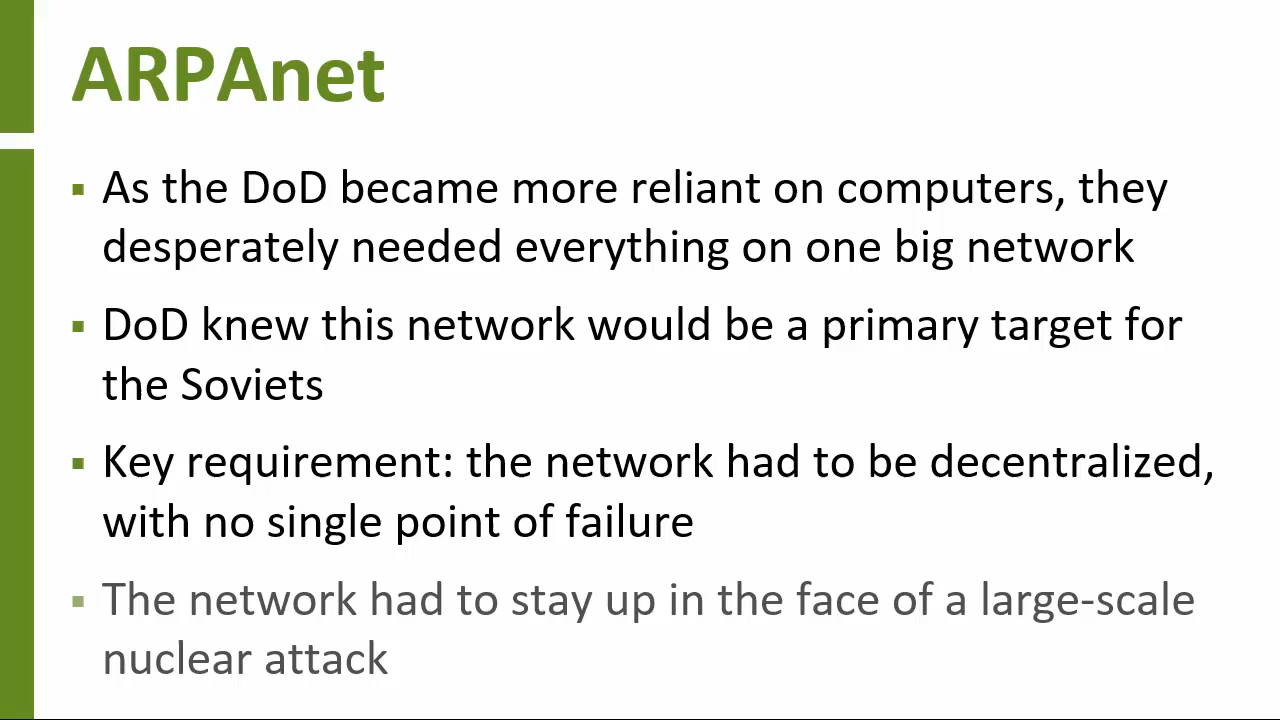 ARPAnet
▪ As the DoD became more reliant on computers, they
desperately needed everything on one big network
▪ DoD knew this network would be a primary target for
the Soviets
▪ Key requirement: the network had to be decentralized,
with no single point of failure
▪ The network had to stay up in the face of a large-scale
nuclear attack